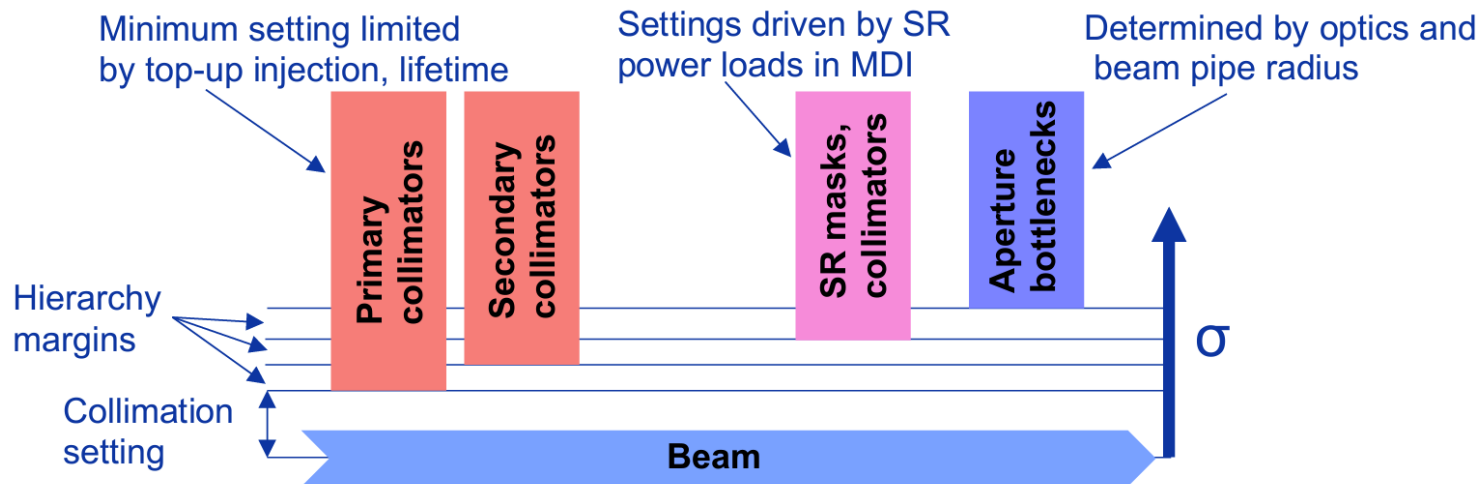 Minimum setting limited
by top-up injection, lifetime
Settings driven by SR
power loads in MDI
Determined by optics and
beam pipe radius
Primary
collimators
Secondary
collimators
SR masks,
collimators
Aperture
bottlenecks
Hierarchy
margins
σ
Collimation
setting
Beam